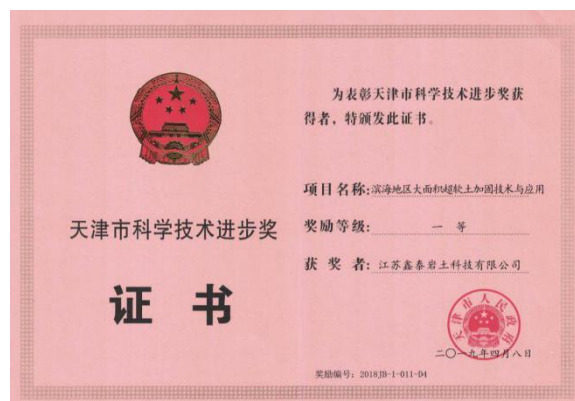 天津市科学技术进步奖
证 书
为表彰天津市科学技术进步奖获
得者，特颁发此证书。
项目名称：滨海地区大面积超软土加固技术与应用
奖励等级： 一 等
获 奖 者： 江苏鑫泰岩土科技有限公司
天津市人民政府
二〇一九年四月八日
奖励编号：2018JB-1-011-D4